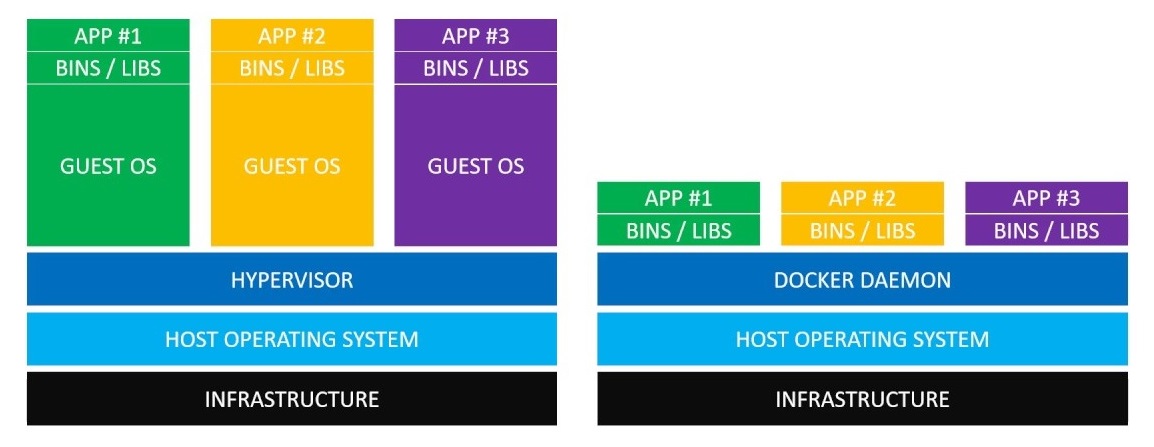 APP #1
BINS / LIBS
GUEST OS
APP #2
BINS / LIBS
GUEST OS
APP #3
BINS / LIBS
GUEST OS
HYPERVISOR
HOST OPERATING SYSTEM
INFRASTRUCTURE
APP #1
BINS / LIBS
APP #2
BINS / LIBS
APP #3
BINS / LIBS
DOCKER DAEMON
HOST OPERATING SYSTEM
INFRASTRUCTURE